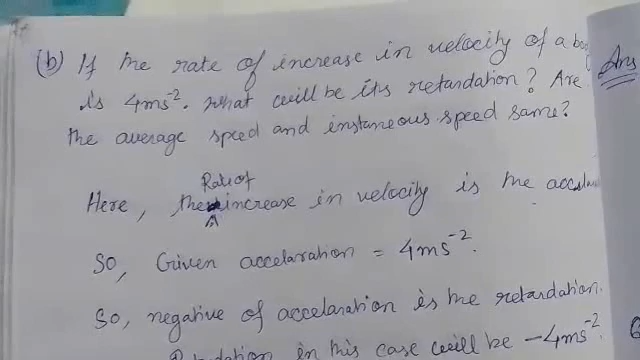 (b) If the rate of increase in velocity of a
is 4ms⁻². What will be its retardation? Are
the average speed and instaneous speed same?
Rate of
Here, the increase in velocity is the
So, Given accelaration = 4ms⁻².
So, negative of accelaration is the retardation.
in this case will be -4ms⁻².
Ans